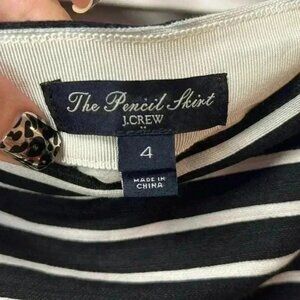 The Pencil Skirt
J.CREW
4
MADE IN
CHINA